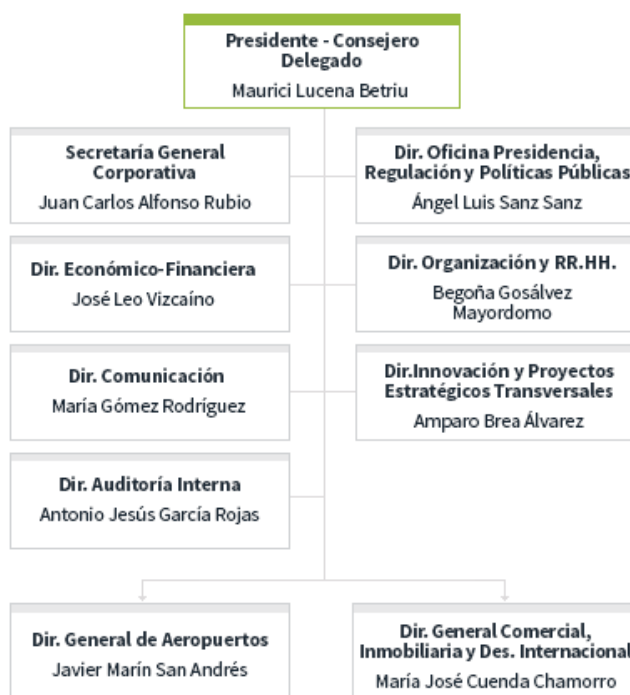 Presidente - Consejero
Delegado
Maurici Lucena Betriu
Secretaría General
Corporativa
Juan Carlos Alfonso Rubio
Dir. Oficina Presidencia,
Regulación y Políticas Públicas
Ángel Luis Sanz Sanz
Dir. Económico-Financiera
José Leo Vizcaíno
Dir. Organización y RR.HH.
Begoña Gosálvez
Mayordomo
Dir. Comunicación
María Gómez Rodríguez
Dir.Innovación y Proyectos
Estratégicos Transversales
Amparo Brea Álvarez
Dir. Auditoría Interna
Antonio Jesús García Rojas
Dir. General de Aeropuertos
Javier Marín San Andrés
Dir. General Comercial,
Inmobiliaria y Des. Internacional
María José Cuenda Chamorro